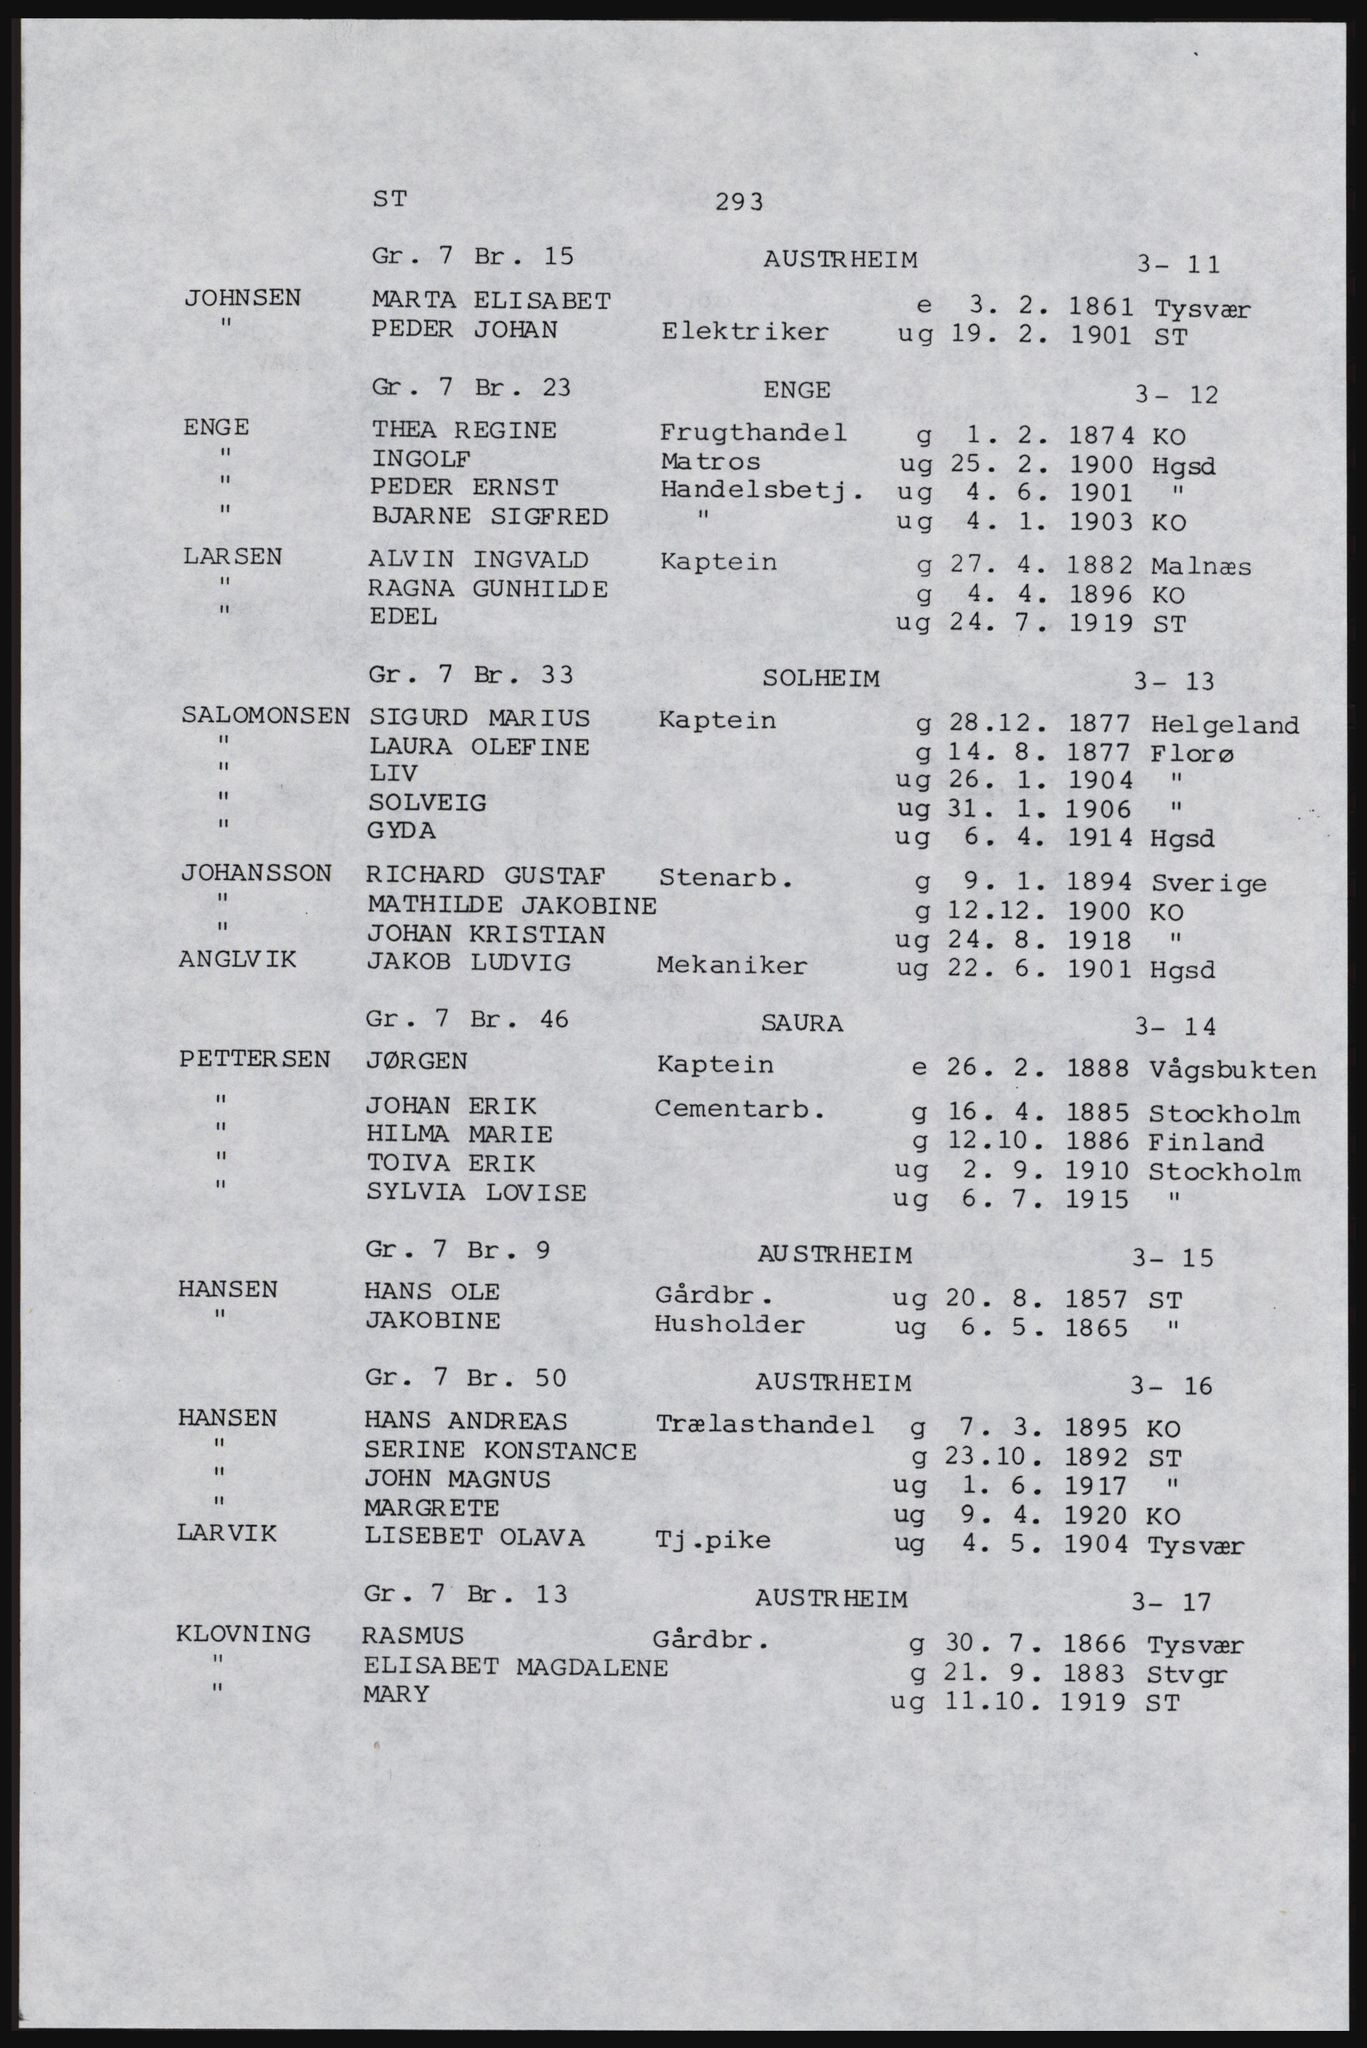 ST 293
Gr. 7 Br. 15 AUSTRHEIM 3- 11
JOHNSEN MARTA ELISABET e 3. 2. 1861 Tysvær
" PEDER JOHAN Elektriker ug 19. 2. 1901 ST
Gr. 7 Br. 23 ENGE 3- 12
ENGE THEA REGINE Frugthandel g 1. 2. 1874 KO
" INGOLF Matros ug 25. 2. 1900 Hgsd
" PEDER ERNST Handelsbetj. ug 4. 6. 1901 "
" BJARNE SIGFRED " ug 4. 1. 1903 KO
LARSEN ALVIN INGVALD Kaptein g 27. 4. 1882 Malnæs
" RAGNA GUNHILDE g 4. 4. 1896 KO
" EDEL ug 24. 7. 1919 ST
Gr. 7 Br. 33 SOLHEIM 3- 13
SALOMONSEN SIGURD MARIUS Kaptein g 28.12. 1877 Helgeland
" LAURA OLEFINE g 14. 8. 1877 Florø
" LIV ug 26. 1. 1904 "
" SOLVEIG ug 31. 1. 1906 "
" GYDA ug 6. 4. 1914 Hgsd
JOHANSSON RICHARD GUSTAF Stenarb. g 9. 1. 1894 Sverige
" MATHILDE JAKOBINE g 12.12. 1900 KO
" JOHAN KRISTIAN ug 24. 8. 1918 "
ANGLVIK JAKOB LUDVIG Mekaniker ug 22. 6. 1901 Hgsd
Gr. 7 Br. 46 SAURA 3- 14
PETTERSEN JØRGEN Kaptein e 26. 2. 1888 Vågsbukten
" JOHAN ERIK Cementarb. g 16. 4. 1885 Stockholm
" HILMA MARIE g 12.10. 1886 Finland
" TOIVA ERIK ug 2. 9. 1910 Stockholm
" SYLVIA LOVISE ug 6. 7. 1915 "
Gr. 7 Br. 9 AUSTRHEIM 3- 15
HANSEN HANS OLE Gårdbr. ug 20. 8. 1857 ST
" JAKOBINE Husholder ug 6. 5. 1865 "
Gr. 7 Br. 50 AUSTRHEIM 3- 16
HANSEN HANS ANDREAS Trælasthandel g 7. 3. 1895 KO
" SERINE KONSTANCE g 23.10. 1892 ST
" JOHN MAGNUS ug 1. 6. 1917 "
" MARGRETE ug 9. 4. 1920 KO
LARVIK LISEBET OLAVA Tj.pike ug 4. 5. 1904 Tysvær
Gr. 7 Br. 13 AUSTRHEIM 3- 17
KLOVNING RASMUS Gårdbr. g 30. 7. 1866 Tysvær
" ELISABET MAGDALENE g 21. 9. 1883 Stvgr
" MARY ug 11.10. 1919 ST